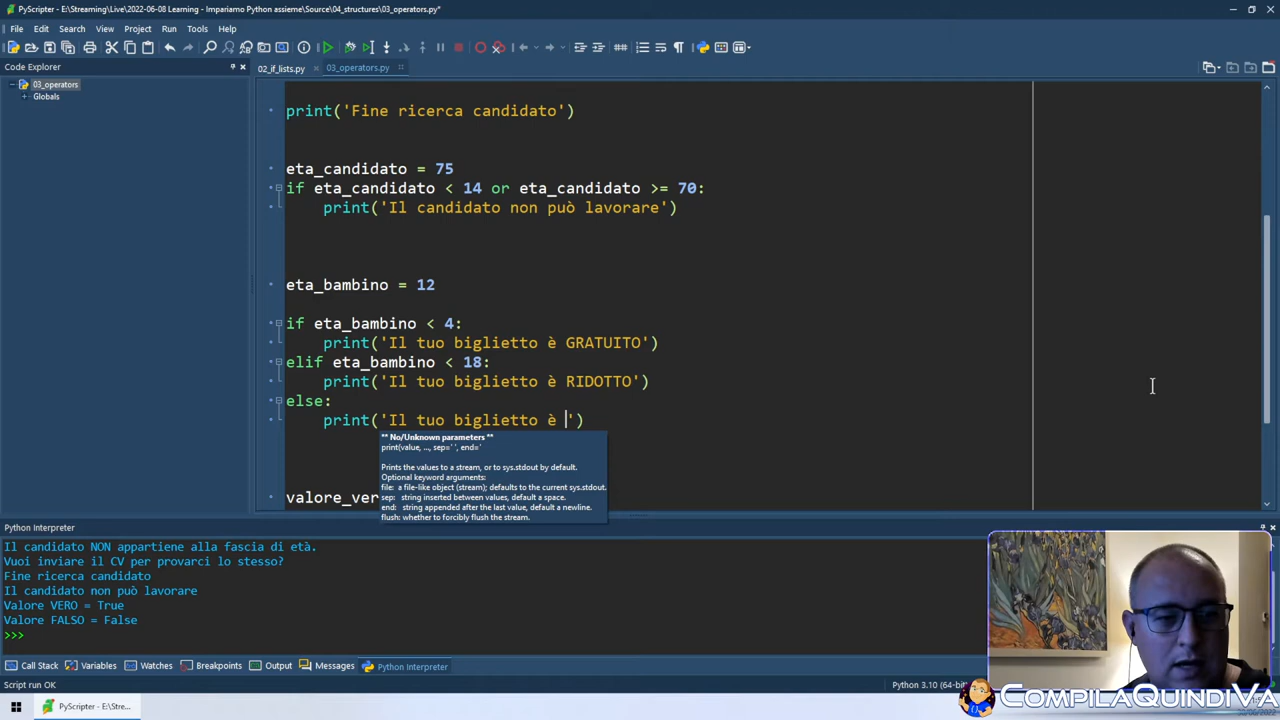 PyScripter - E:\Streaming\Live\2022-06-08 Learning - Impariamo Python assieme\Source\04_structures\03_operators.py*
File Edit Search View Project Run Tools Help
Code Explorer
02_if_lists.py
03_operators.py
03_operators
Globals
print('Fine ricerca candidato')
eta_candidato = 75
if eta_candidato < 14 or eta_candidato >= 70:
print('Il candidato non può lavorare')
eta_bambino = 12
if eta_bambino < 4:
print('Il tuo biglietto è GRATUITO')
elif eta_bambino < 18:
print('Il tuo biglietto è RIDOTTO')
else:
print('Il tuo biglietto è ')
** No/Unknown parameters **
print(value, ..., sep=' ', end='
Prints the values to a stream, or to sys.stdout by default.
Optional keyword arguments:
file: a file-like object (stream); defaults to the current sys.stdout.
sep: string inserted between values, default a space.
end: string appended after the last value, default a newline.
flush: whether to forcibly flush the stream.
valore_ver
Python Interpreter
Il candidato NON appartiene alla fascia di età.
Vuoi inviare il CV per provarci lo stesso?
Fine ricerca candidato
Il candidato non può lavorare
Valore VERO = True
Valore FALSO = False
>>>
Call Stack Variables Watches Breakpoints Output Messages Python Interpreter
Script run OK
Python 3.10 (64-bit)
PyScripter - E:\Stre...
CompilaQuindiVa